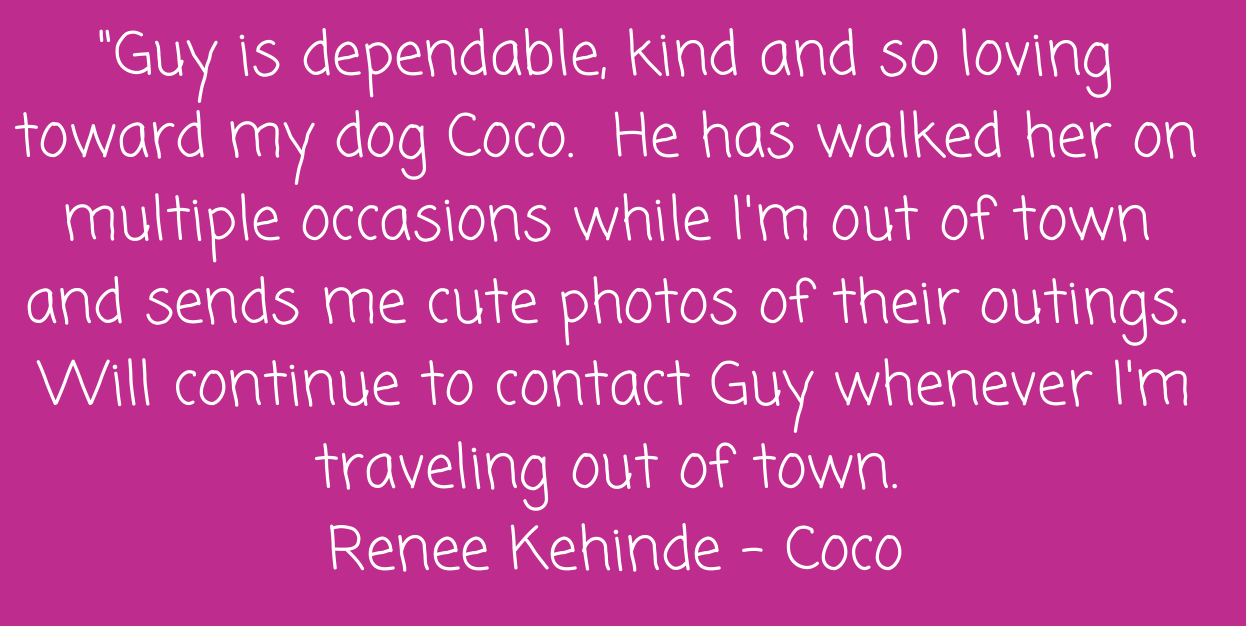 "Guy is dependable, kind and so loving
toward my dog Coco.  He has walked her on
multiple occasions while I'm out of town
and sends me cute photos of their outings.
Will continue to contact Guy whenever I'm
traveling out of town.
Renee Kehinde - Coco